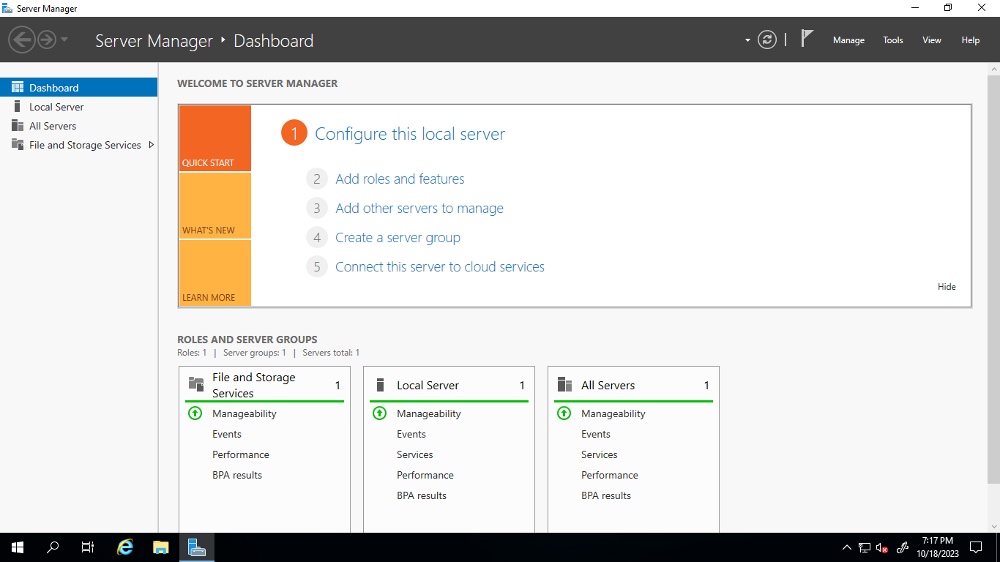 Server Manager
Server Manager Dashboard
Manage Tools View Help
Dashboard
Local Server
All Servers
File and Storage Services
WELCOME TO SERVER MANAGER
QUICK START
WHAT'S NEW
LEARN MORE
1 Configure this local server
2 Add roles and features
3 Add other servers to manage
4 Create a server group
5 Connect this server to cloud services
Hide
ROLES AND SERVER GROUPS
Roles: 1 | Server groups: 1 | Servers total: 1
File and Storage
Services 1
Manageability
Events
Performance
BPA results
Local Server 1
Manageability
Events
Services
Performance
BPA results
All Servers 1
Manageability
Events
Services
Performance
BPA results
7:17 PM
10/18/2023